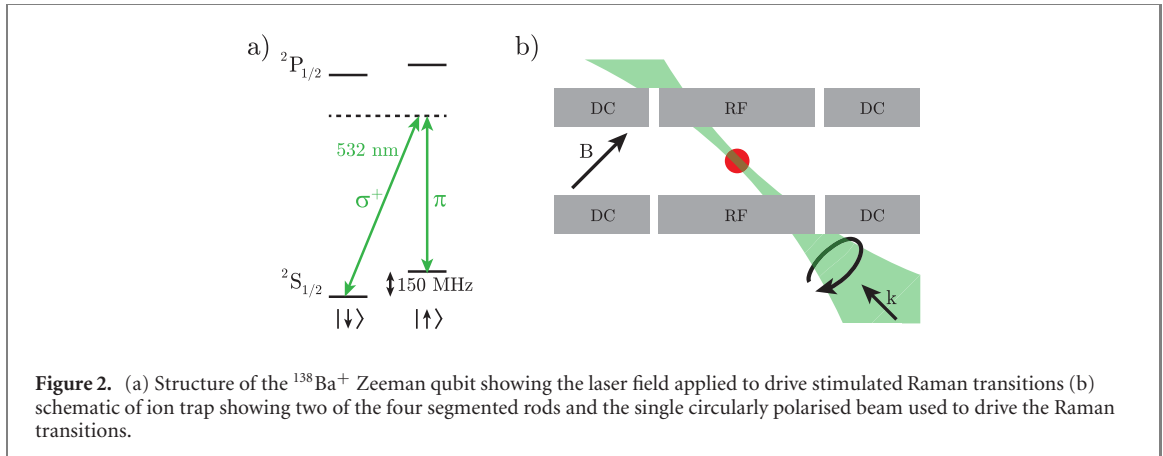 a)
b)
²P₁/₂
DC RF DC
532 nm
B
σ⁺
π
DC RF DC
²S₁/₂
150 MHz
k
|↓⟩ |↑⟩
Figure 2. (a) Structure of the ¹³⁸Ba⁺ Zeeman qubit showing the laser field applied to drive stimulated Raman transitions (b)
schematic of ion trap showing two of the four segmented rods and the single circularly polarised beam used to drive the Raman
transitions.